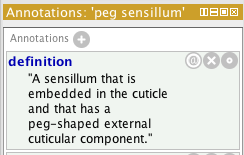 Annotations: 'peg sensillum'
Annotations
definition
"A sensillum that is
embedded in the cuticle
and that has a
peg-shaped external
cuticular component."